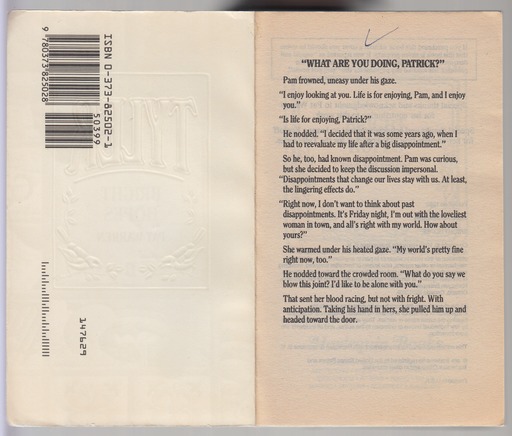 ISBN 0-373-82502-1
50399
9 780373 825028
147629
"WHAT ARE YOU DOING, PATRICK?"
Pam frowned, uneasy under his gaze.
"I enjoy looking at you. Life is for enjoying, Pam, and I enjoy
you."
"Is life for enjoying, Patrick?"
He nodded. "I decided that it was some years ago, when I
had to reevaluate my life after a big disappointment."
So he, too, had known disappointment. Pam was curious,
but she decided to keep the discussion impersonal.
"Disappointments that change our lives stay with us. At least,
the lingering effects do."
"Right now, I don't want to think about past
disappointments. It's Friday night, I'm out with the loveliest
woman in town, and all's right with my world. How about
yours?"
She warmed under his heated gaze. "My world's pretty fine
right now, too."
He nodded toward the crowded room. "What do you say we
blow this joint? I'd like to be alone with you."
That sent her blood racing, but not with fright. With
anticipation. Taking his hand in hers, she pulled him up and
headed toward the door.